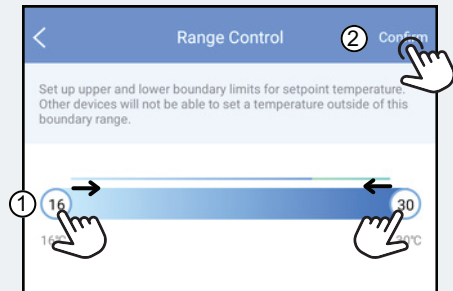 Range Control
② Confirm
Set up upper and lower boundary limits for setpoint temperature.
Other devices will not be able to set a temperature outside of this
boundary range.
① 16
30